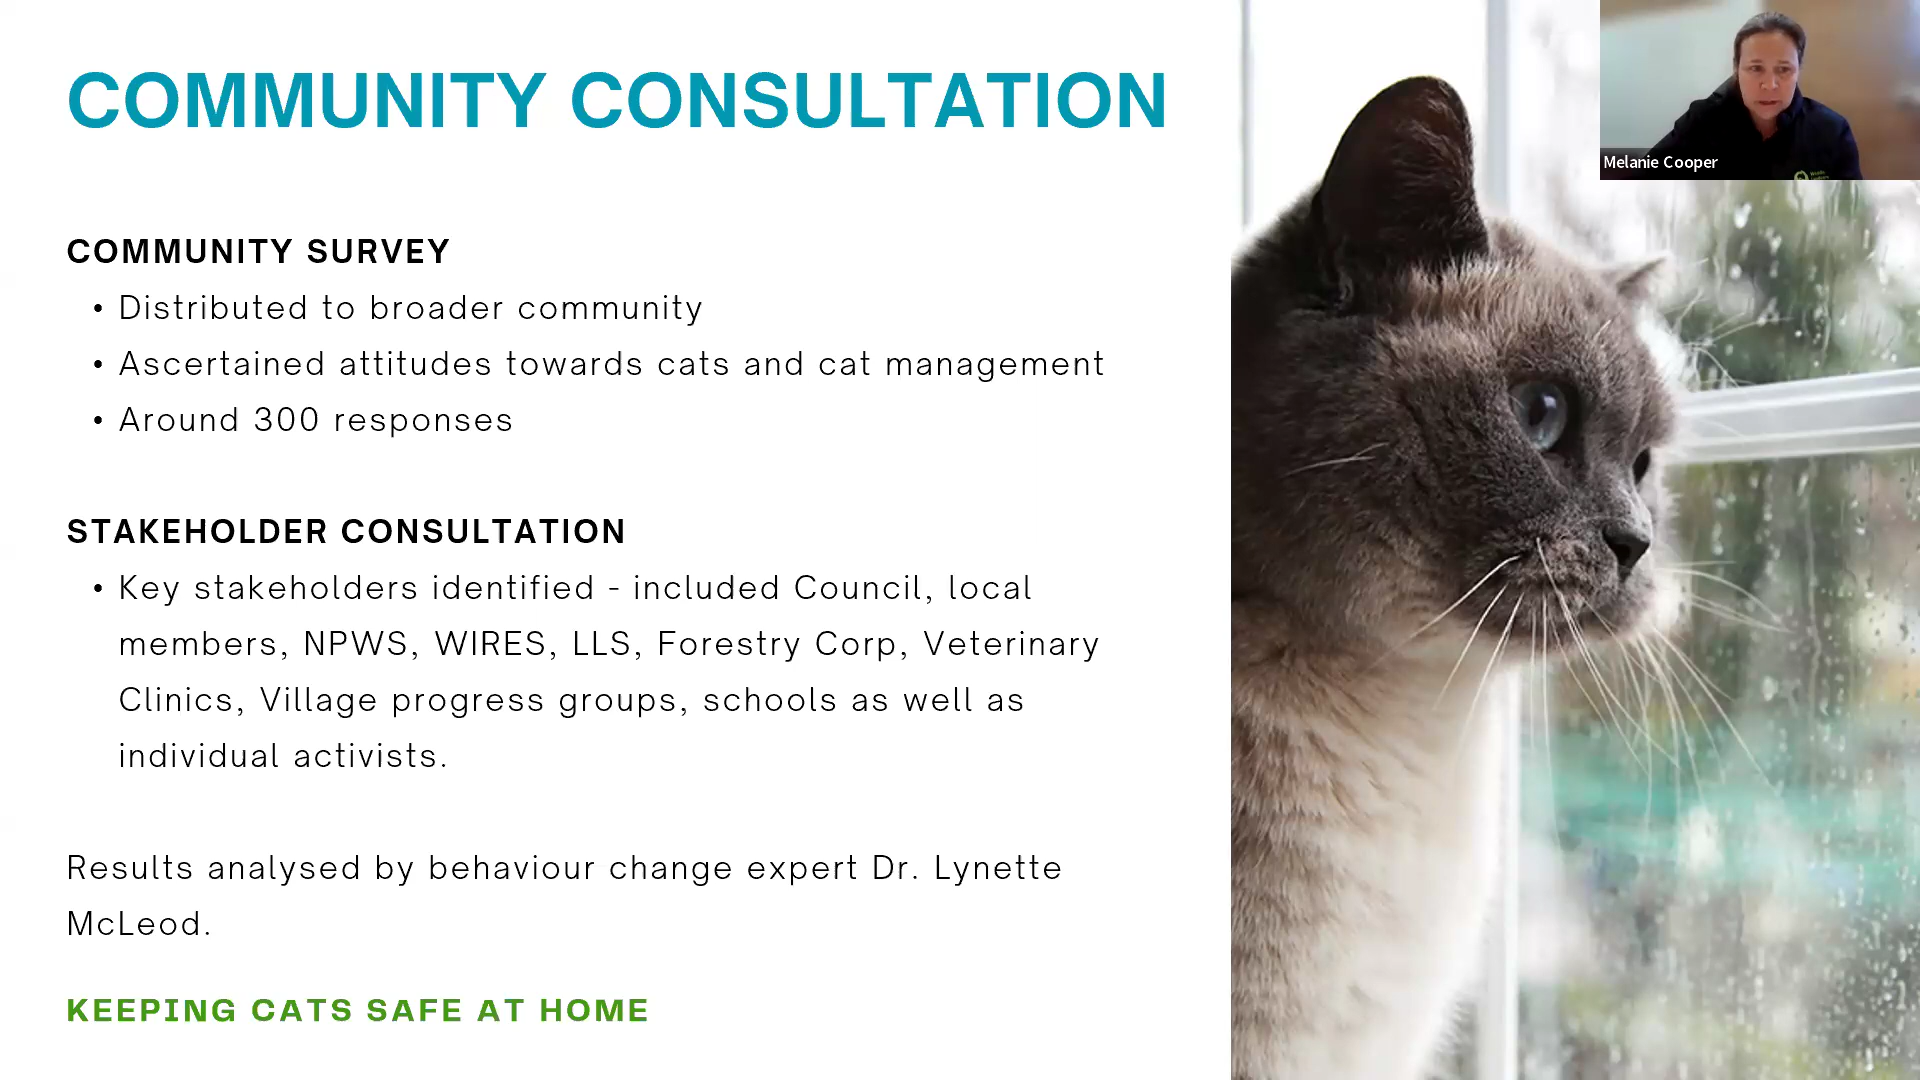 COMMUNITY CONSULTATION
Melanie Cooper
COMMUNITY SURVEY
• Distributed to broader community
• Ascertained attitudes towards cats and cat management
• Around 300 responses
STAKEHOLDER CONSULTATION
• Key stakeholders identified - included Council, local
members, NPWS, WIRES, LLS, Forestry Corp, Veterinary
Clinics, Village progress groups, schools as well as
individual activists.
Results analysed by behaviour change expert Dr. Lynette
McLeod.
KEEPING CATS SAFE AT HOME